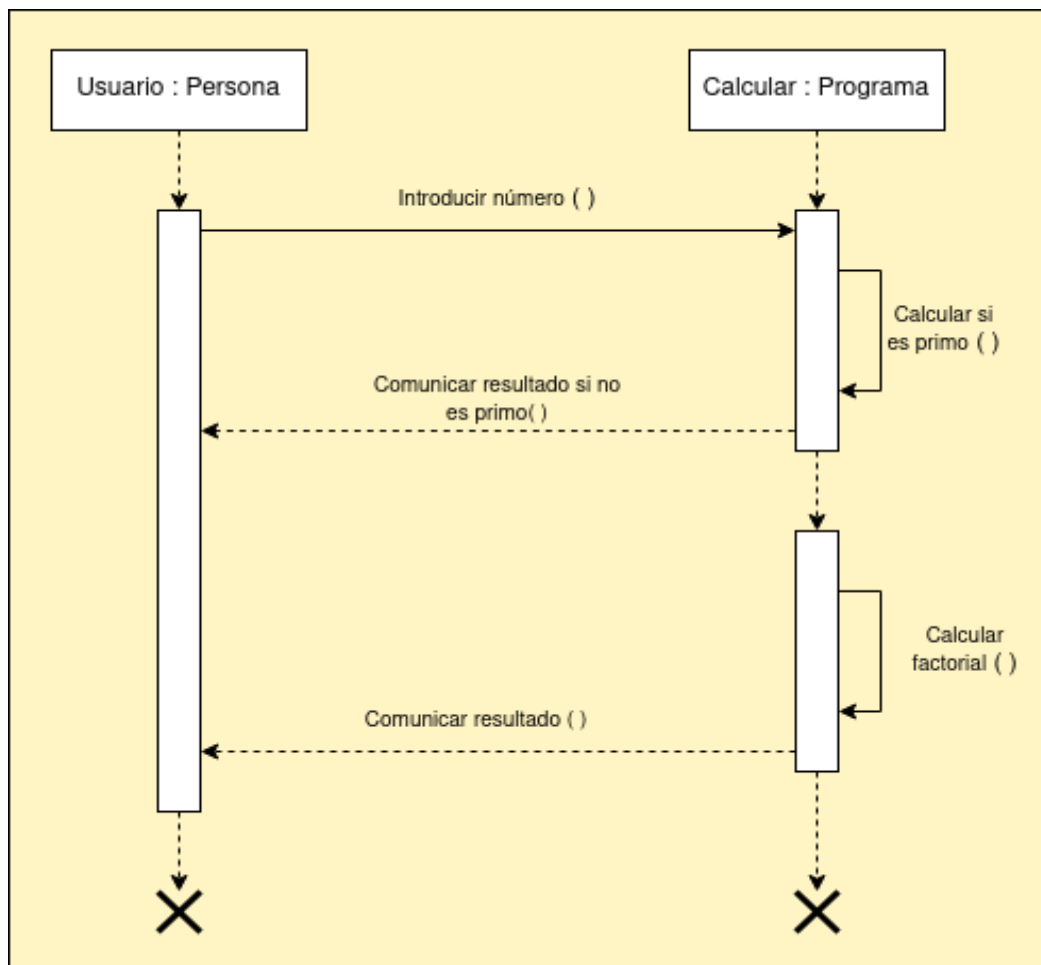 Usuario : Persona
Calcular : Programa
Introducir número ( )
Calcular si
es primo ( )
Comunicar resultado si no
es primo( )
Calcular
factorial ( )
Comunicar resultado ( )